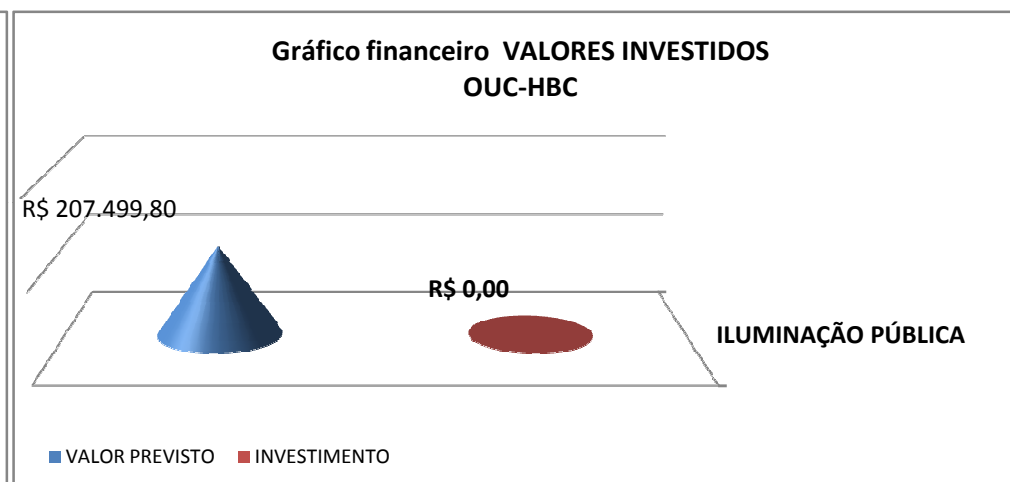 Gráfico financeiro VALORES INVESTIDOS
OUC-HBC
R$ 207.499,80
R$ 0,00
ILUMINAÇÃO PÚBLICA
VALOR PREVISTO
INVESTIMENTO